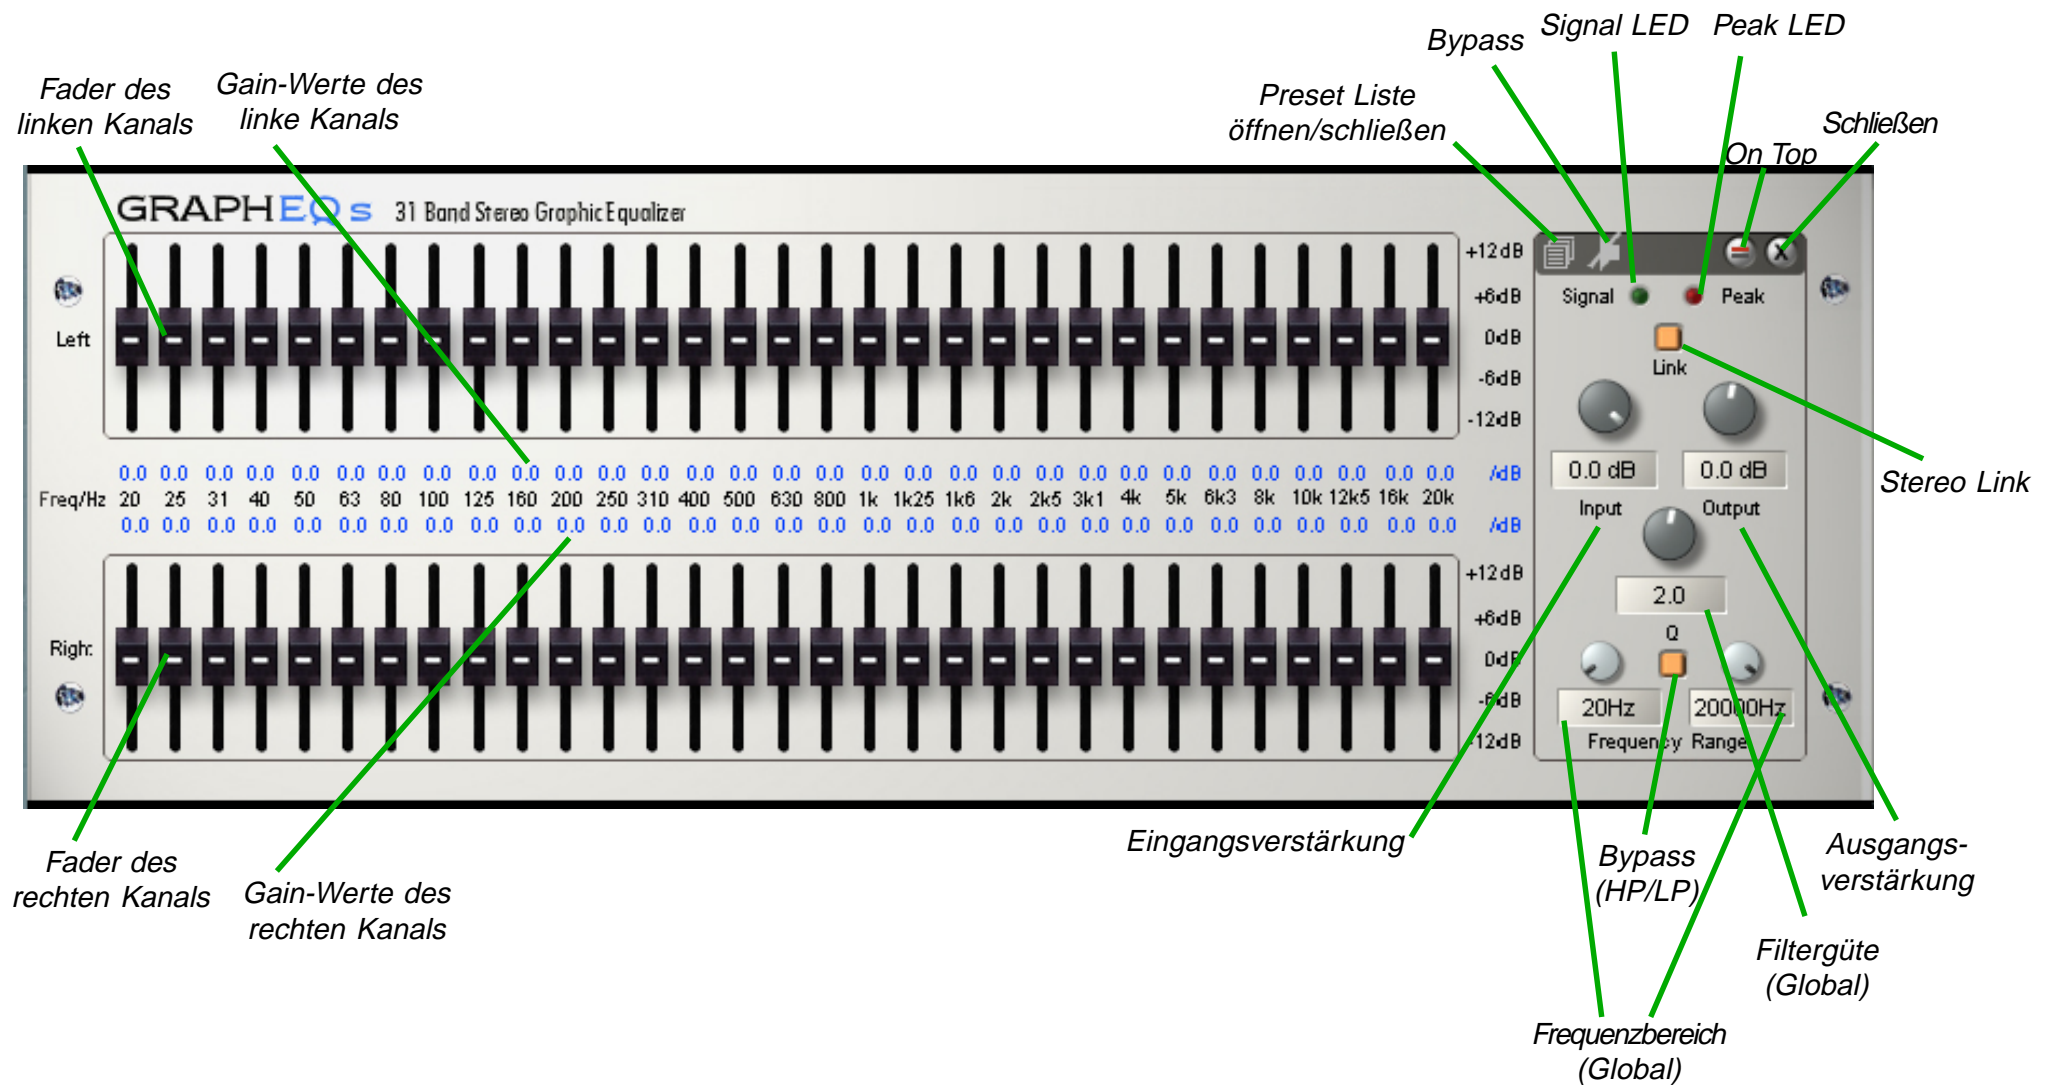 Signal LED Peak LED
Bypass
Fader des
linken Kanals
Gain-Werte des
linke Kanals
Preset Liste
öffnen/schließen
Schließen
On Top
GRAPHEQ s 31 Band Stereo Graphic Equalizer
Left
+12dB
+6dB
0dB
-6dB
-12dB
Signal Peak
Link
0.0 0.0 0.0 0.0 0.0 0.0 0.0 0.0 0.0 0.0 0.0 0.0 0.0 0.0 0.0 0.0 0.0 0.0 0.0 0.0 0.0 0.0 0.0 0.0 0.0 0.0 0.0 0.0 0.0 0.0 0.0 /dB
Freq/Hz 20 25 31 40 50 63 80 100 125 160 200 250 310 400 500 630 800 1k 1k25 1k6 2k 2k5 3k1 4k 5k 6k3 8k 10k 12k5 16k 20k
0.0 0.0 0.0 0.0 0.0 0.0 0.0 0.0 0.0 0.0 0.0 0.0 0.0 0.0 0.0 0.0 0.0 0.0 0.0 0.0 0.0 0.0 0.0 0.0 0.0 0.0 0.0 0.0 0.0 0.0 0.0 /dB
0.0 dB 0.0 dB
Input Output
Stereo Link
Right
+12dB
+6dB
0dB
-6dB
-12dB
2.0
Q
20Hz 20000Hz
Frequency Range
Fader des
rechten Kanals
Gain-Werte des
rechten Kanals
Eingangsverstärkung
Bypass
(HP/LP)
Ausgangs-
verstärkung
Filtergüte
(Global)
Frequenzbereich
(Global)